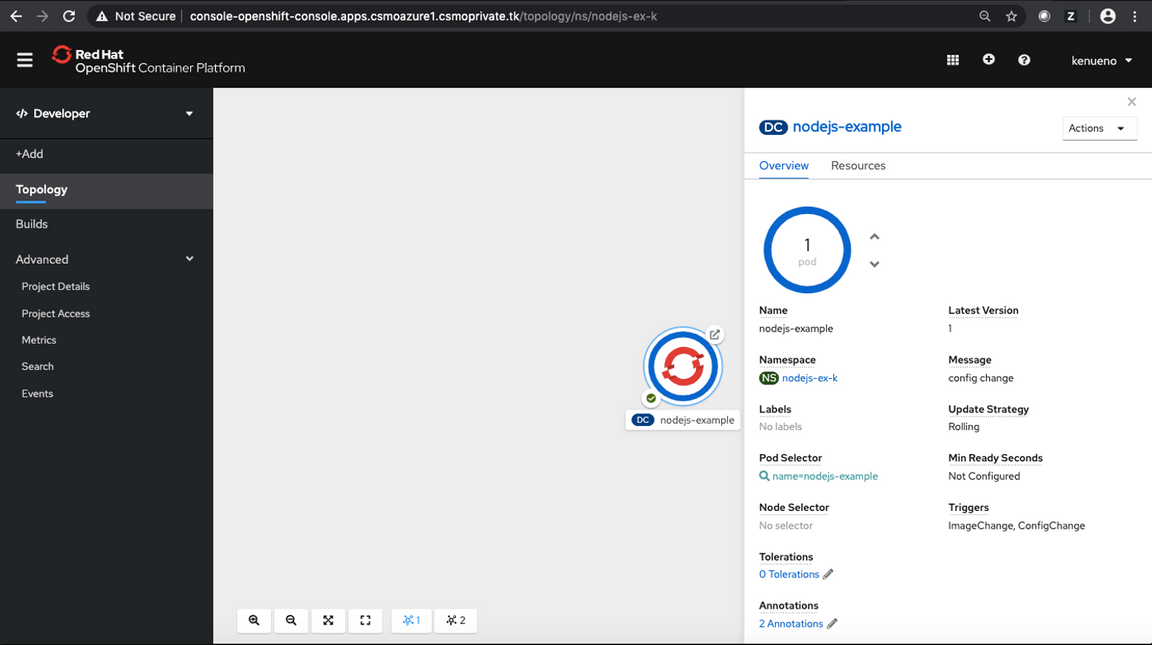 Not Secure console-openshift-console.apps.csmoazure1.csmoprivate.tk/topology/ns/nodejs-ex-k
Z
Red Hat
OpenShift Container Platform
kenueno
Developer
+Add
Topology
Builds
Advanced
Project Details
Project Access
Metrics
Search
Events
DC nodejs-example
1
2
DC nodejs-example
Actions
Overview Resources
1
pod
Name
nodejs-example
Latest Version
1
Namespace
NS nodejs-ex-k
Message
config change
Labels
No labels
Update Strategy
Rolling
Pod Selector
name=nodejs-example
Min Ready Seconds
Not Configured
Node Selector
No selector
Triggers
ImageChange, ConfigChange
Tolerations
0 Tolerations
Annotations
2 Annotations